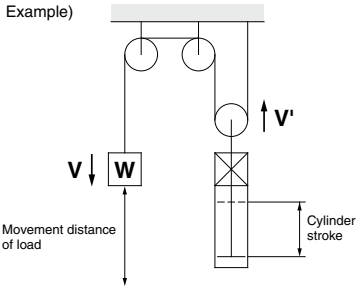 Example)
V'
V
W
Movement distance
of load
Cylinder
stroke